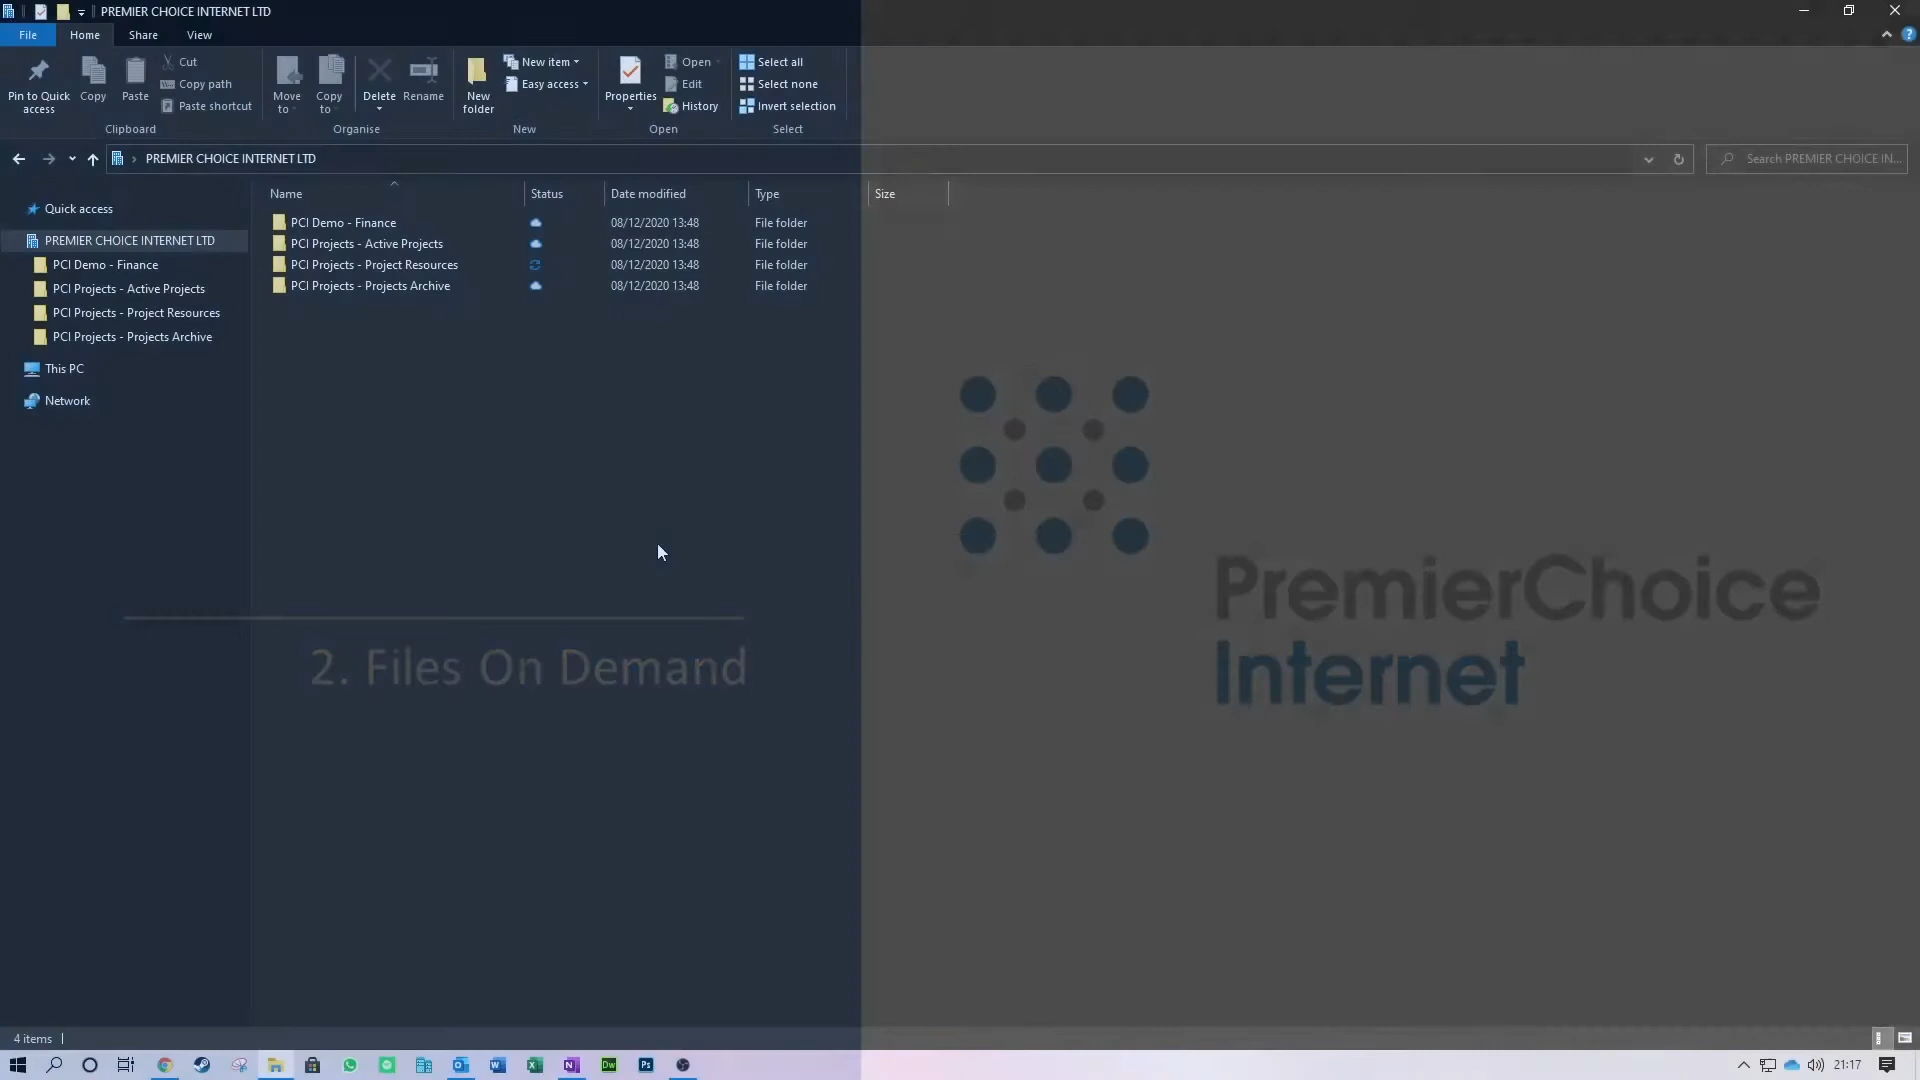 PREMIER CHOICE INTERNET LTD
File Home Share View
Pin to Quick access
Copy
Paste
Cut
Copy path
Paste shortcut
Clipboard
Move to
Copy to
Delete
Rename
Organise
New folder
New item
Easy access
New
Properties
Open
Edit
History
Open
Select all
Select none
Invert selection
Select
PREMIER CHOICE INTERNET LTD
Search PREMIER CHOICE IN...
Quick access
PREMIER CHOICE INTERNET LTD
PCI Demo - Finance
PCI Projects - Active Projects
PCI Projects - Project Resources
PCI Projects - Projects Archive
This PC
Network
Name Status Date modified Type Size
PCI Demo - Finance 08/12/2020 13:48 File folder
PCI Projects - Active Projects 08/12/2020 13:48 File folder
PCI Projects - Project Resources 08/12/2020 13:48 File folder
PCI Projects - Projects Archive 08/12/2020 13:48 File folder
2. Files On Demand
PremierChoice
Internet
4 items
21:17